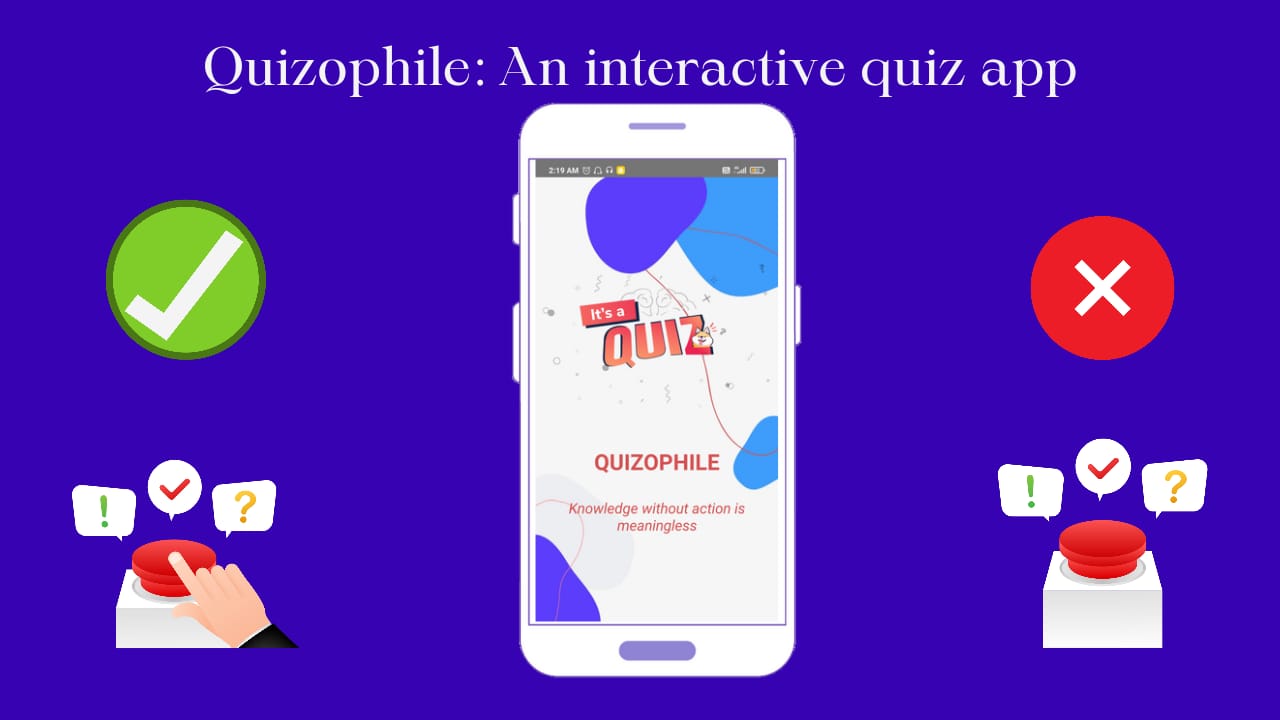 Quizophile: An interactive quiz app
2:19 AM
It's a
QUIZ
QUIZOPHILE
Knowledge without action is
meaningless
! ?
! ?